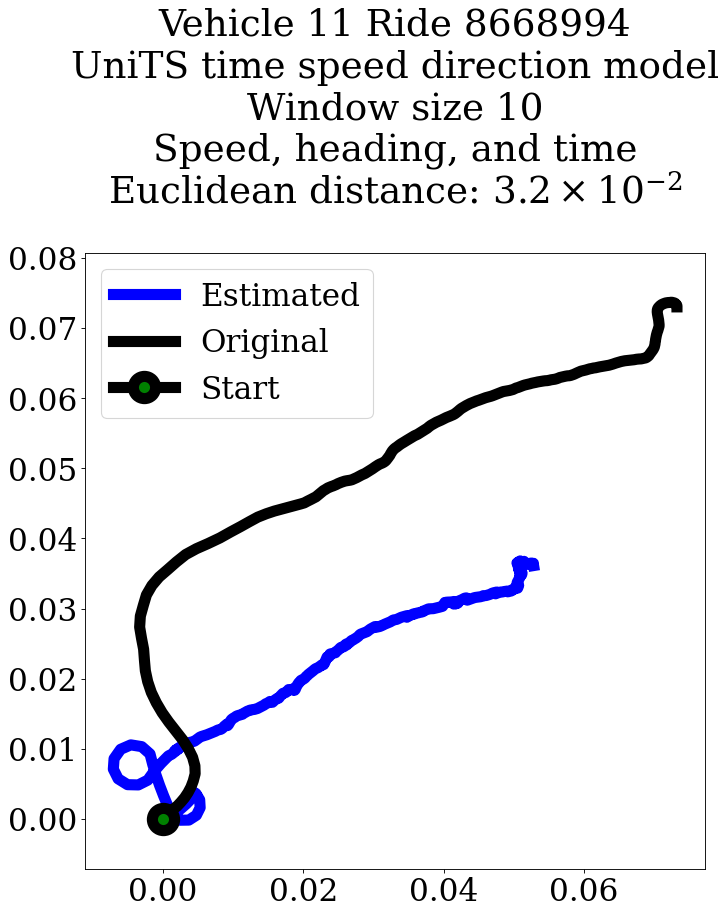 Vehicle 11 Ride 8668994
UniTS time speed direction model
Window size 10
Speed, heading, and time
Euclidean distance: 3.2 × 10⁻²
0.08
0.07
0.06
0.05
0.04
0.03
0.02
0.01
0.00
Estimated
Original
Start
0.00 0.02 0.04 0.06